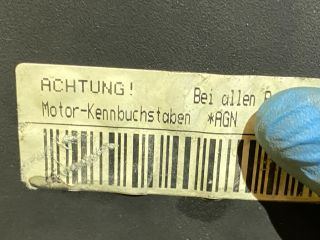 ACHTUNG!
Bei allen
Motor-Kennbuchstaben *AGN